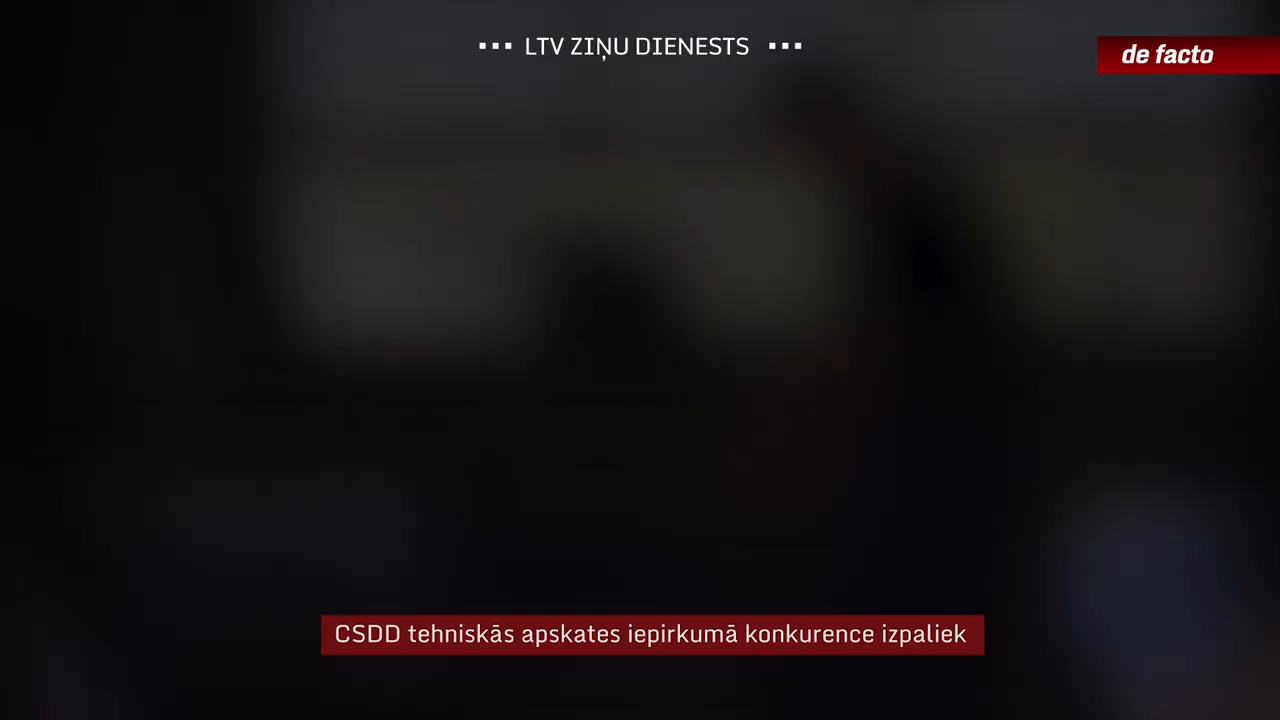 LTV ZIŅU DIENESTS
de facto
CSDD tehniskās apskates iepirkumā konkurence izpaliek